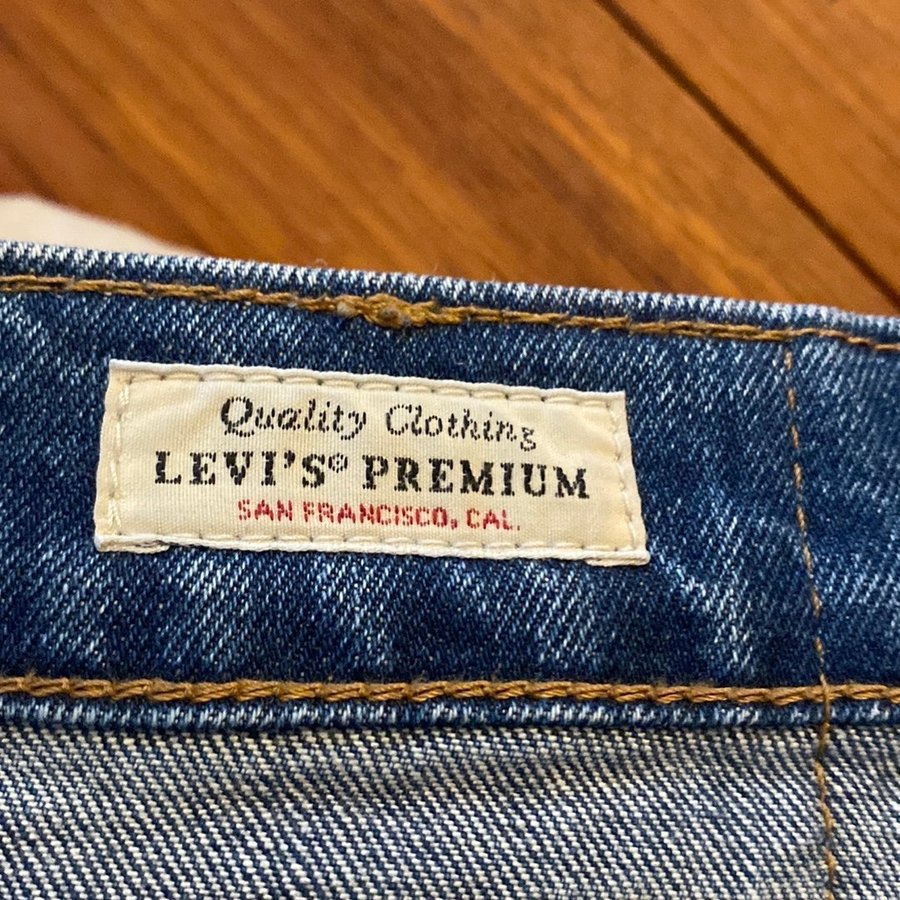 Quality Clothing
LEVI'S® PREMIUM
SAN FRANCISCO, CAL.